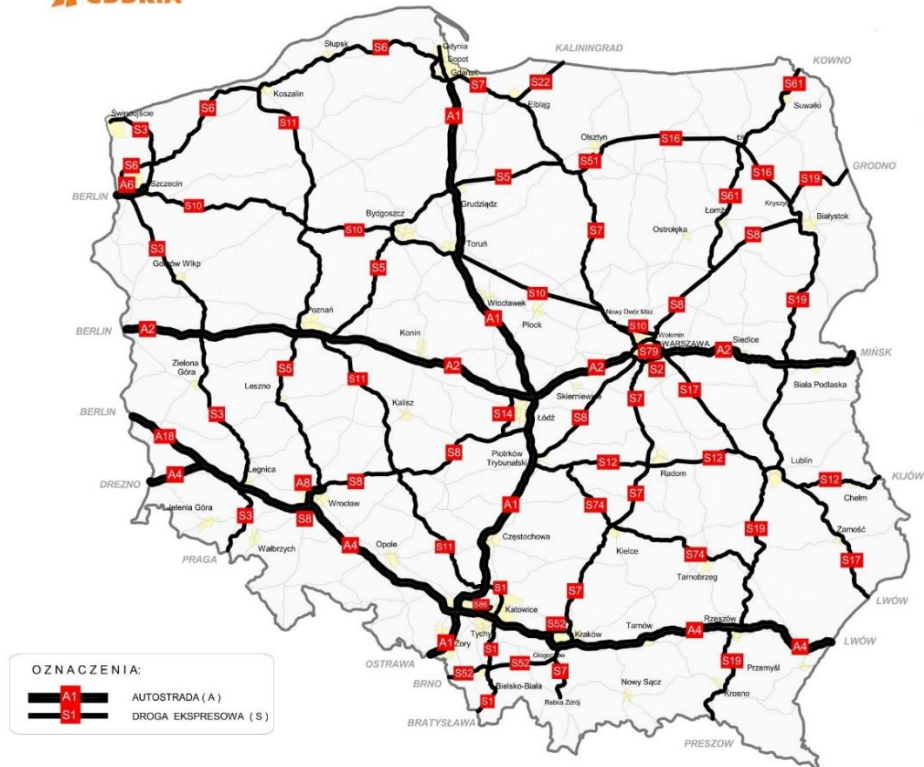 GDDKiA
KALININGRAD
KOWNO
Gdynia
Sopot
Gdańsk
Słupsk
S6
S7
S22
S61
Suwałki
Koszalin
Elbląg
Świnoujście
S3
S6
S11
A1
Olsztyn
S16
S51
S16
S19
GRODNO
S6
A6
Szczecin
BERLIN
S10
S5
Grudziądz
S61
Łomża
Białystok
Bydgoszcz
S10
Toruń
S7
Ostrołęka
S8
S3
Gorzów Wlkp
S5
S10
S8
S19
Włocławek
Płock
Nowy Dwór Maz.
S10
Wołomin
Poznań
A1
WARSZAWA
BERLIN
A2
Konin
A2
A2
S79
S2
Siedlce
A2
MIŃSK
Zielona
Góra
S5
Leszno
S11
Kalisz
Skierniewice
S7
S17
Biała Podlaska
BERLIN
S3
S14
Łódź
S8
A18
Piotrków
Trybunalski
S8
S12
Radom
S12
Lublin
DREZNO
A4
Legnica
A8
S8
S12
Chełm
KIJÓW
Wrocław
S8
A1
S74
S7
Jelenia Góra
S3
Wałbrzych
A4
Opole
S11
Częstochowa
Kielce
S19
Zamość
S17
PRAGA
S74
Tarnobrzeg
S1
S86
Katowice
S7
LWÓW
Tychy
S52
Kraków
Tarnów
A4
Rzeszów
A4
LWÓW
A1
Żory
S1
OSTRAWA
S52
S52
Głogoczów
S7
S19
Przemyśl
BRNO
Bielsko-Biała
Rabka Zdrój
Nowy Sącz
Krosno
S1
BRATYSŁAWA
PRESZOW
OZNACZENIA:
A1 AUTOSTRADA ( A )
S1 DROGA EKSPRESOWA ( S )